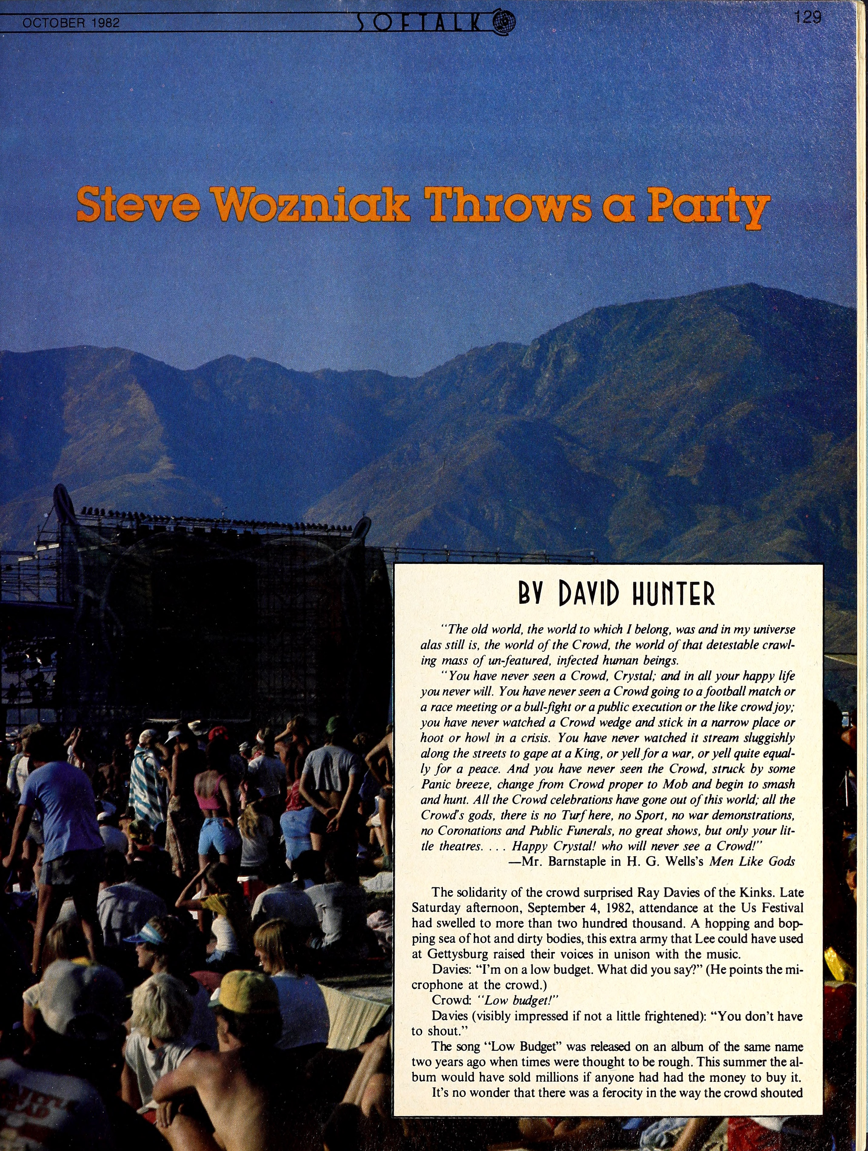 OCTOBER 1982
SOFTALK
129
Steve Wozniak Throws a Party
BY DAVID HUNTER
"The old world, the world to which I belong, was and in my universe
alas still is, the world of the Crowd, the world of that detestable crawl-
ing mass of un-featured, infected human beings.
"You have never seen a Crowd, Crystal; and in all your happy life
you never will. You have never seen a Crowd going to a football match or
a race meeting or a bull-fight or a public execution or the like crowd joy;
you have never watched a Crowd wedge and stick in a narrow place or
hoot or howl in a crisis. You have never watched it stream sluggishly
along the streets to gape at a King, or yell for a war, or yell quite equal-
ly for a peace. And you have never seen the Crowd, struck by some
Panic breeze, change from Crowd proper to Mob and begin to smash
and hunt. All the Crowd celebrations have gone out of this world; all the
Crowd's gods, there is no Turf here, no Sport, no war demonstrations,
no Coronations and Public Funerals, no great shows, but only your lit-
tle theatres. . . . Happy Crystal! who will never see a Crowd!"
—Mr. Barnstaple in H. G. Wells's Men Like Gods
The solidarity of the crowd surprised Ray Davies of the Kinks. Late
Saturday afternoon, September 4, 1982, attendance at the Us Festival
had swelled to more than two hundred thousand. A hopping and bop-
ping sea of hot and dirty bodies, this extra army that Lee could have used
at Gettysburg raised their voices in unison with the music.
Davies: "I'm on a low budget. What did you say?" (He points the mi-
crophone at the crowd.)
Crowd: "Low budget!"
Davies (visibly impressed if not a little frightened): "You don't have
to shout."
The song "Low Budget" was released on an album of the same name
two years ago when times were thought to be rough. This summer the al-
bum would have sold millions if anyone had had the money to buy it.
It's no wonder that there was a ferocity in the way the crowd shouted